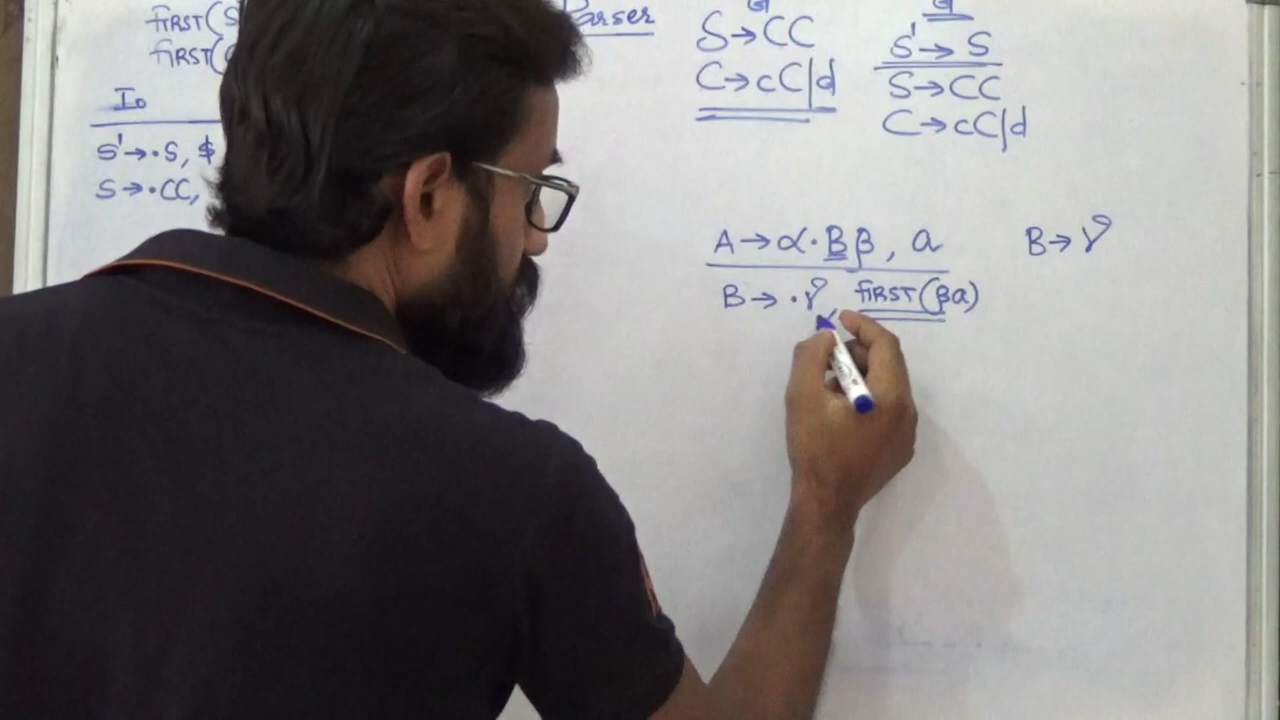 FIRST(S
FIRST(
I₀
S'→·S, $
S→·CC,
Parser
G
S→CC
C→cC|d
S'→S
S→CC
C→cC|d
A→α·Bβ, a
B→γ
B→·γ, FIRST(βa)